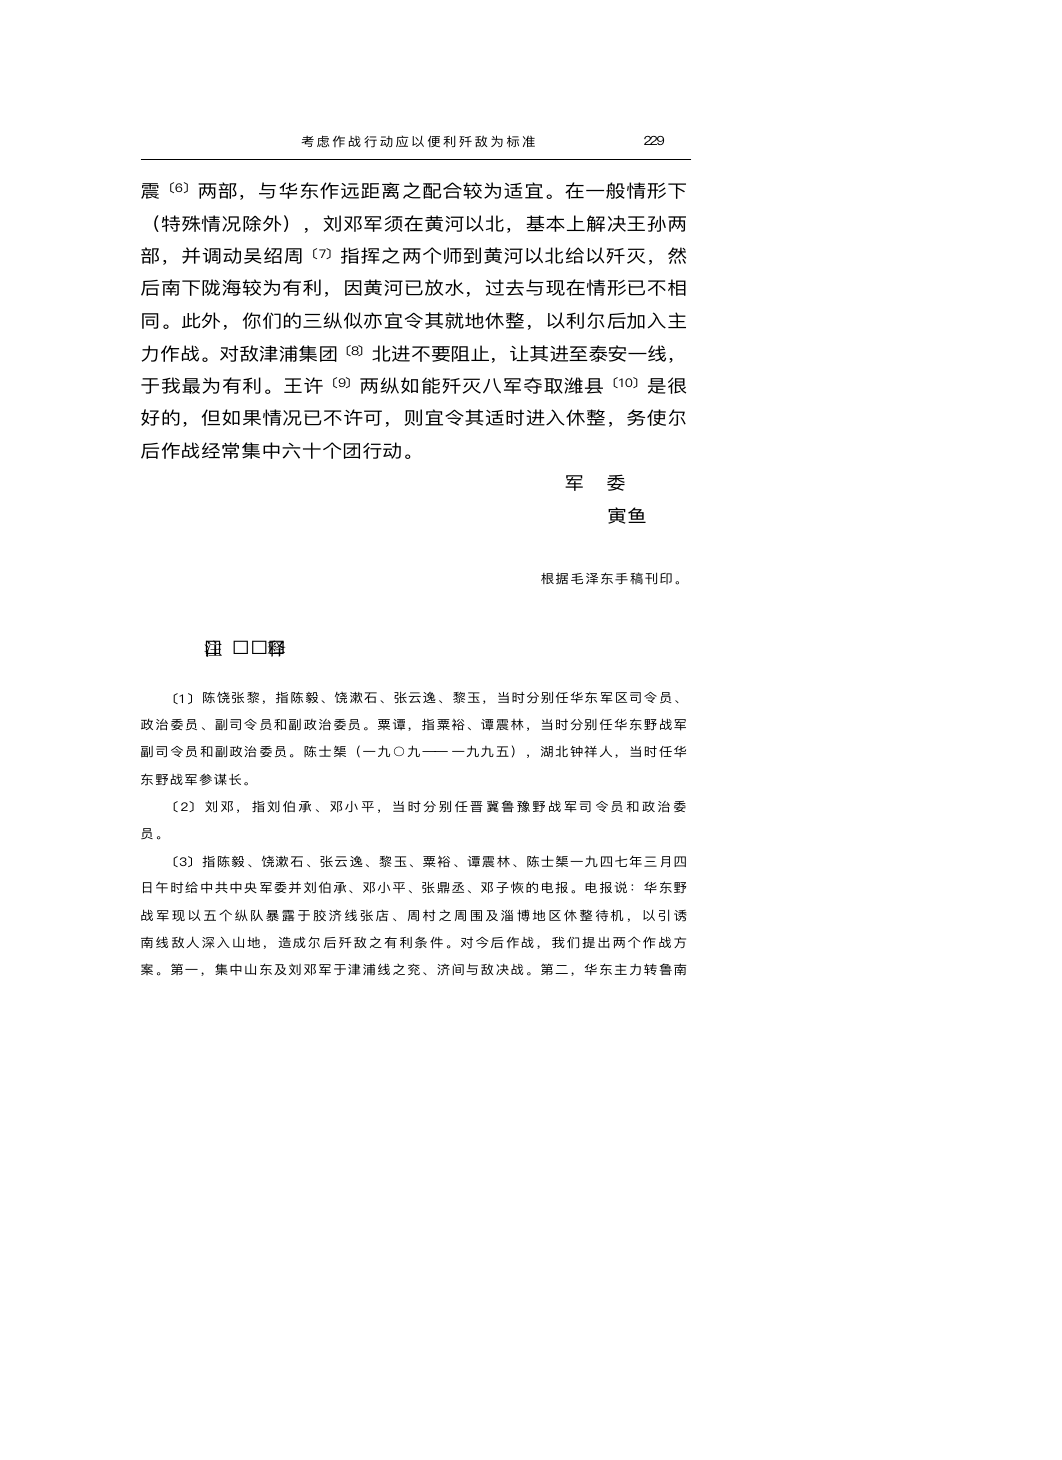 考虑作战行动应以便利歼敌为标准 229
震〔6〕两部，与华东作远距离之配合较为适宜。在一般情形下
（特殊情况除外），刘邓军须在黄河以北，基本上解决王孙两
部，并调动吴绍周〔7〕指挥之两个师到黄河以北给以歼灭，然
后南下陇海较为有利，因黄河已放水，过去与现在情形已不相
同。此外，你们的三纵似亦宜令其就地休整，以利尔后加入主
力作战。对敌津浦集团〔8〕北进不要阻止，让其进至泰安一线，
于我最为有利。王许〔9〕两纵如能歼灭八军夺取潍县〔10〕是很
好的，但如果情况已不许可，则宜令其适时进入休整，务使尔
后作战经常集中六十个团行动。
军　委
寅鱼
根据毛泽东手稿刊印。
注 □□释
〔1〕陈饶张黎，指陈毅、饶漱石、张云逸、黎玉，当时分别任华东军区司令员、
政治委员、副司令员和副政治委员。粟谭，指粟裕、谭震林，当时分别任华东野战军
副司令员和副政治委员。陈士榘（一九〇九——一九九五），湖北钟祥人，当时任华
东野战军参谋长。
〔2〕刘邓，指刘伯承、邓小平，当时分别任晋冀鲁豫野战军司令员和政治委
员。
〔3〕指陈毅、饶漱石、张云逸、黎玉、粟裕、谭震林、陈士榘一九四七年三月四
日午时给中共中央军委并刘伯承、邓小平、张鼎丞、邓子恢的电报。电报说：华东野
战军现以五个纵队暴露于胶济线张店、周村之周围及淄博地区休整待机，以引诱
南线敌人深入山地，造成尔后歼敌之有利条件。对今后作战，我们提出两个作战方
案。第一，集中山东及刘邓军于津浦线之兖、济间与敌决战。第二，华东主力转鲁南